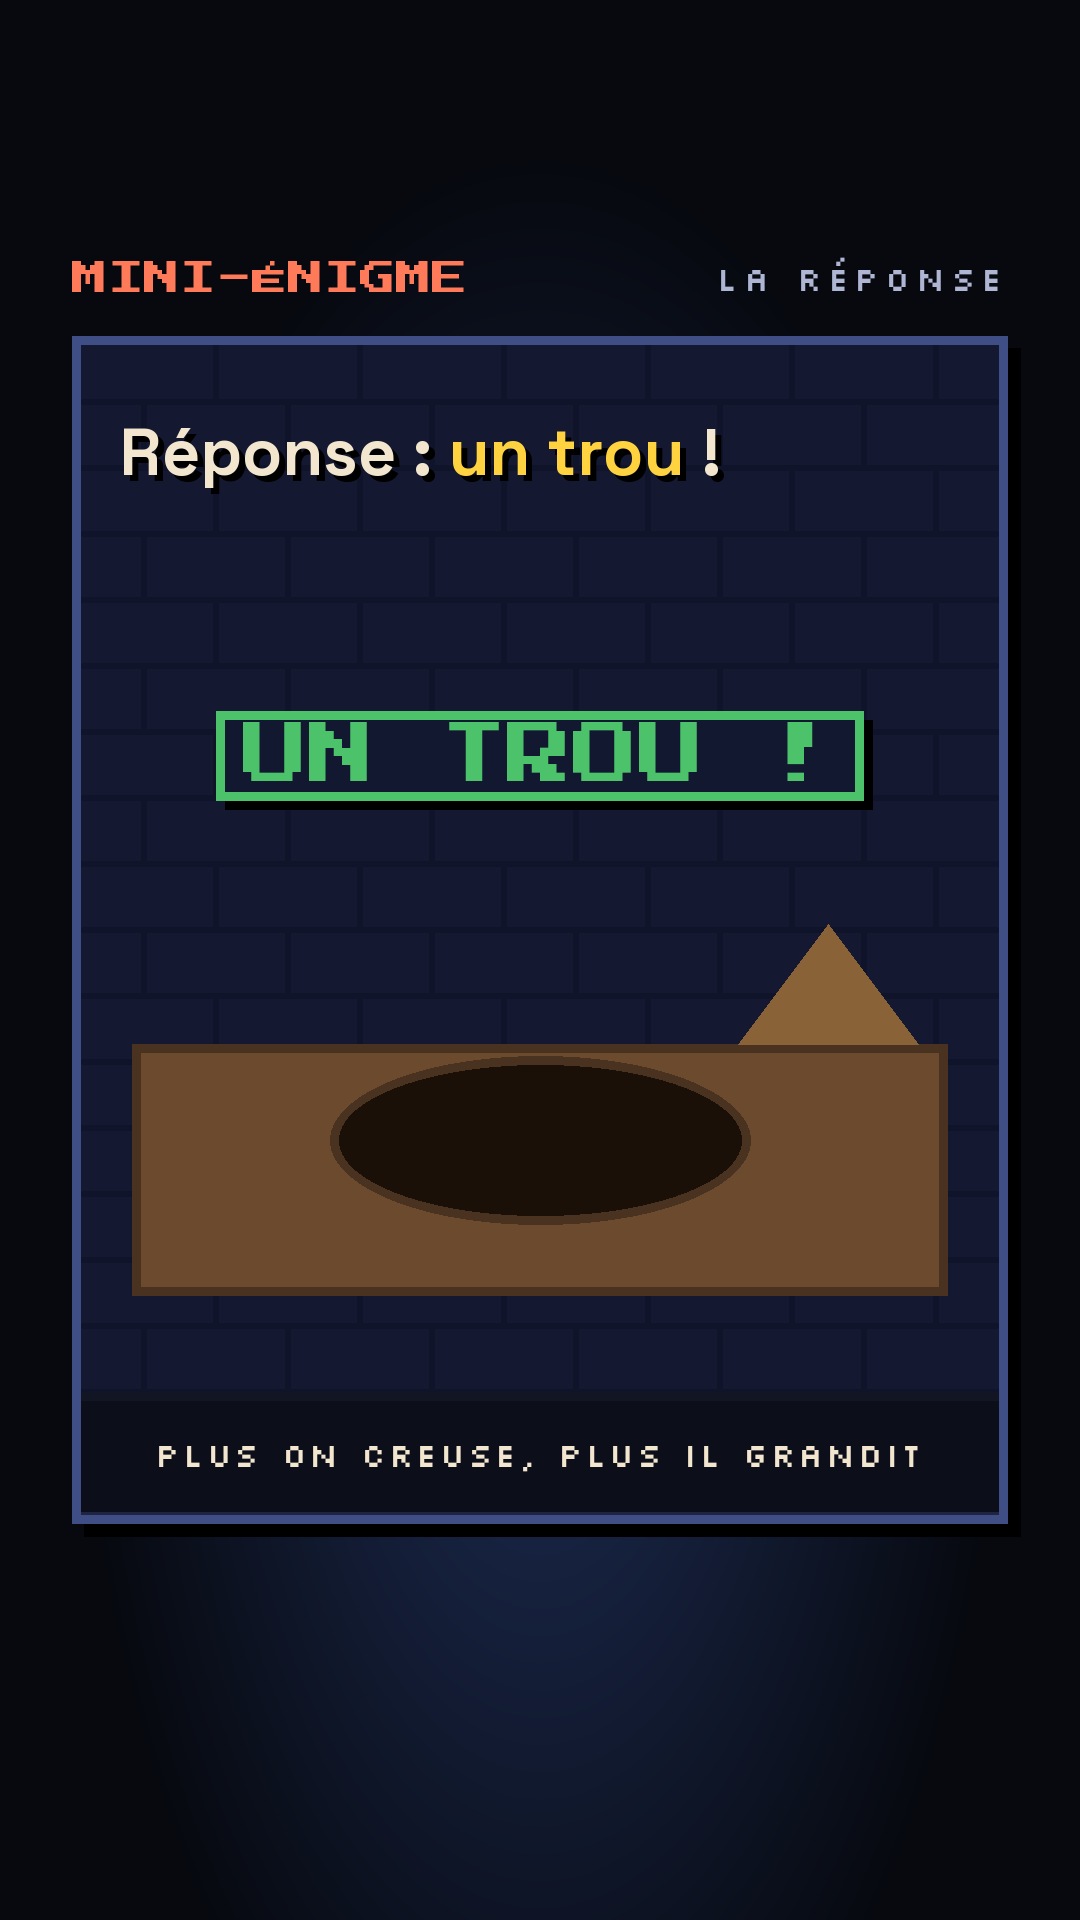 MINI-ÉNIGME
LA RÉPONSE
Réponse : un trou !
UN TROU !
PLUS ON CREUSE, PLUS IL GRANDIT